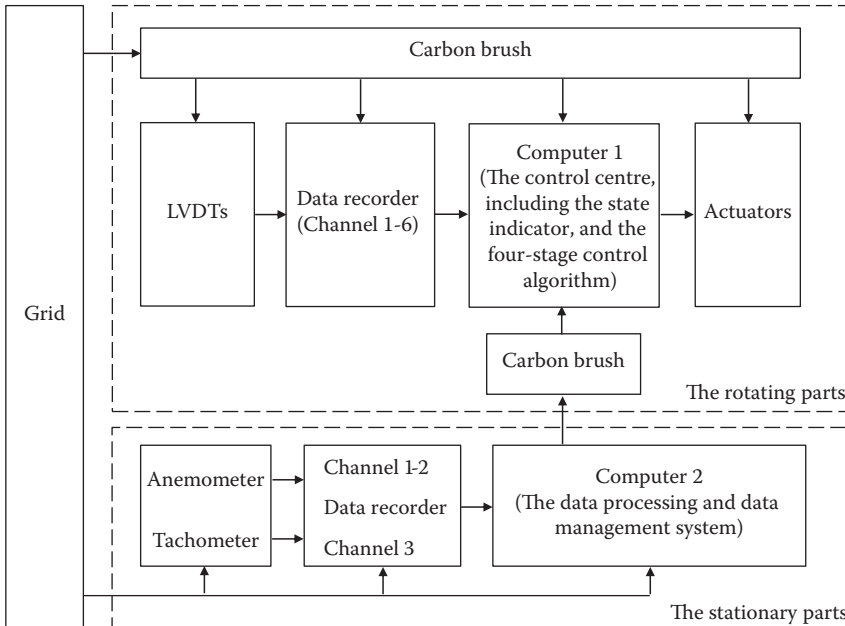 Carbon brush
LVDTs
Data recorder
(Channel 1-6)
Computer 1
(The control centre,
including the state
indicator, and the
four-stage control
algorithm)
Actuators
Grid
Carbon brush
The rotating parts
Anemometer
Tachometer
Channel 1-2
Data recorder
Channel 3
Computer 2
(The data processing and data
management system)
The stationary parts